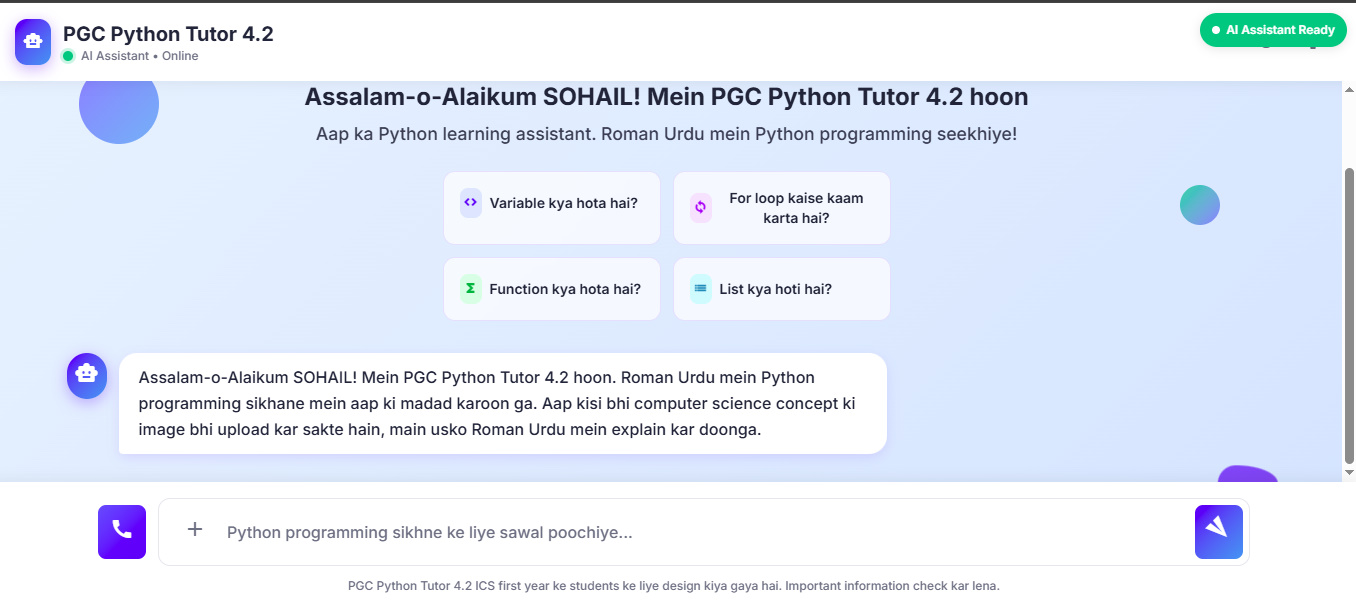 PGC Python Tutor 4.2
AI Assistant • Online
AI Assistant Ready
Assalam-o-Alaikum SOHAIL! Mein PGC Python Tutor 4.2 hoon
Aap ka Python learning assistant. Roman Urdu mein Python programming seekhiye!
Variable kya hota hai?
For loop kaise kaam
karta hai?
Function kya hota hai?
List kya hoti hai?
Assalam-o-Alaikum SOHAIL! Mein PGC Python Tutor 4.2 hoon. Roman Urdu mein Python
programming sikhane mein aap ki madad karoon ga. Aap kisi bhi computer science concept ki
image bhi upload kar sakte hain, main usko Roman Urdu mein explain kar doonga.
Python programming sikhne ke liye sawal poochiye...
PGC Python Tutor 4.2 ICS first year ke students ke liye design kiya gaya hai. Important information check kar lena.